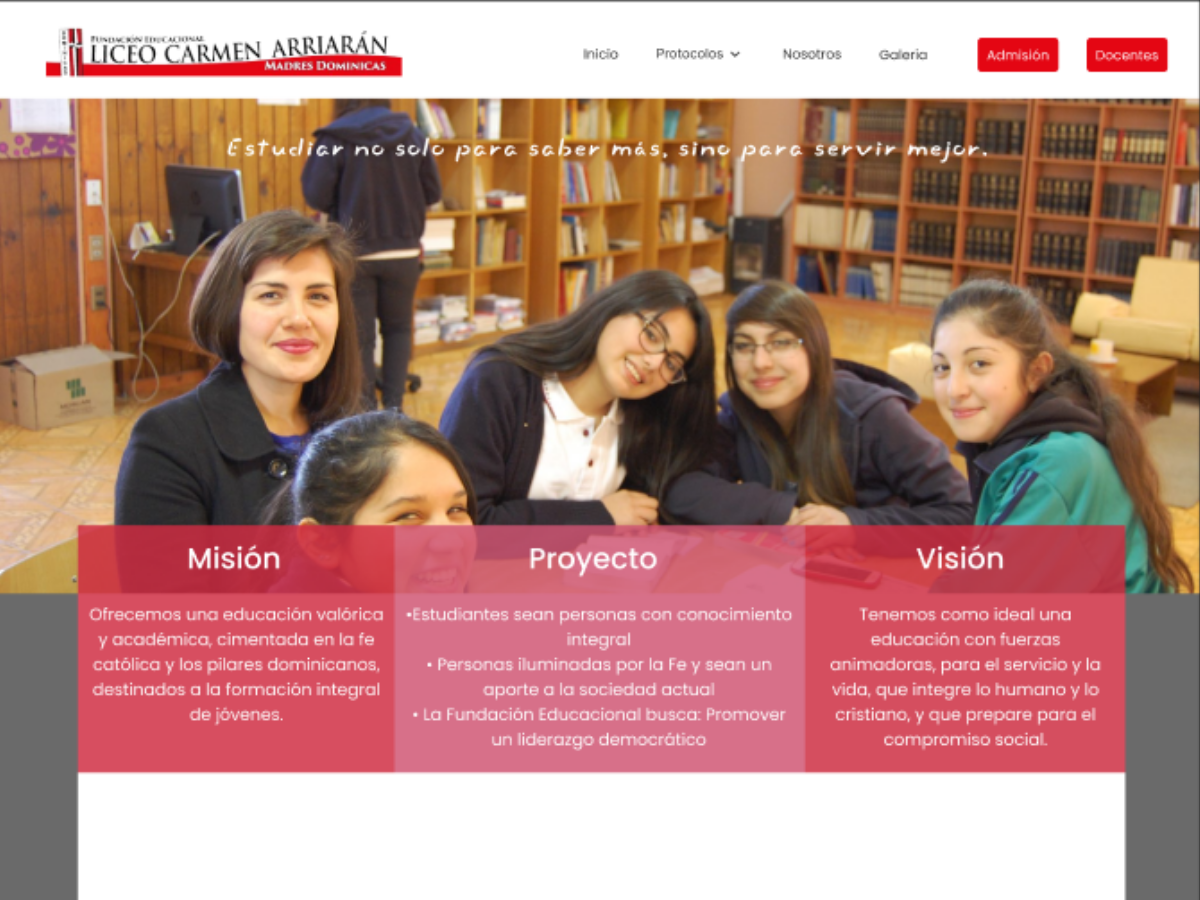 FUNDACIÓN EDUCACIONAL
LICEO CARMEN ARRIARÁN
MADRES DOMINICAS
Inicio Protocolos Nosotros Galería Admisión Docentes
Estudiar no solo para saber más, sino para servir mejor.
Misión
Ofrecemos una educación valórica
y académica, cimentada en la fe
católica y los pilares dominicanos,
destinados a la formación integral
de jóvenes.
Proyecto
•Estudiantes sean personas con conocimiento
integral
• Personas iluminadas por la Fe y sean un
aporte a la sociedad actual
• La Fundación Educacional busca: Promover
un liderazgo democrático
Visión
Tenemos como ideal una
educación con fuerzas
animadoras, para el servicio y la
vida, que integre lo humano y lo
cristiano, y que prepare para el
compromiso social.